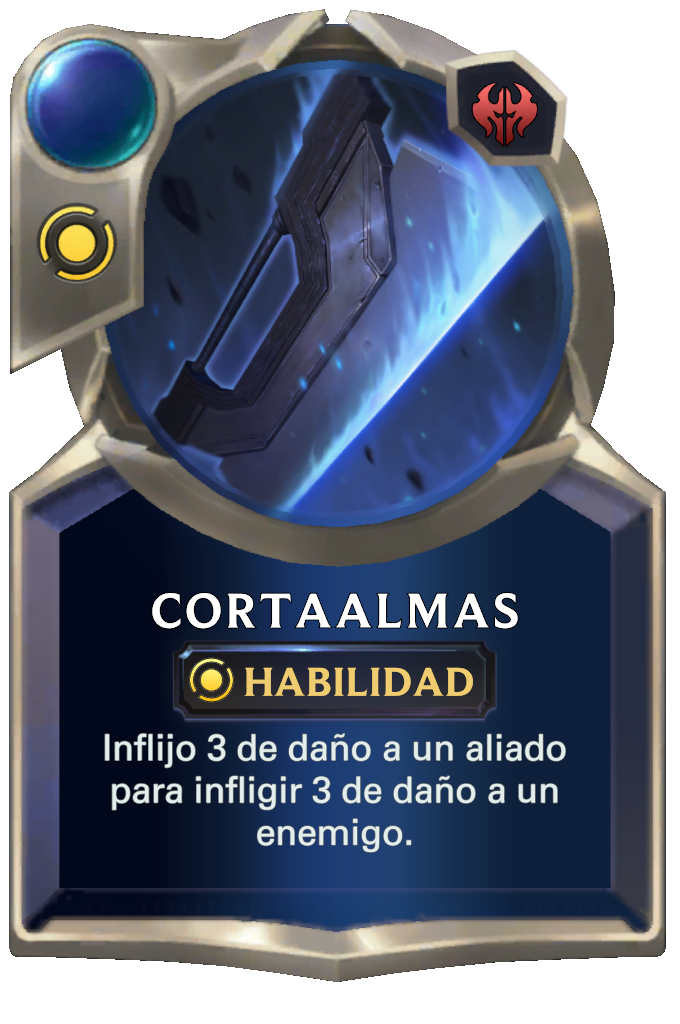 CORTAALMAS
HABILIDAD
Inflijo 3 de daño a un aliado
para infligir 3 de daño a un
enemigo.